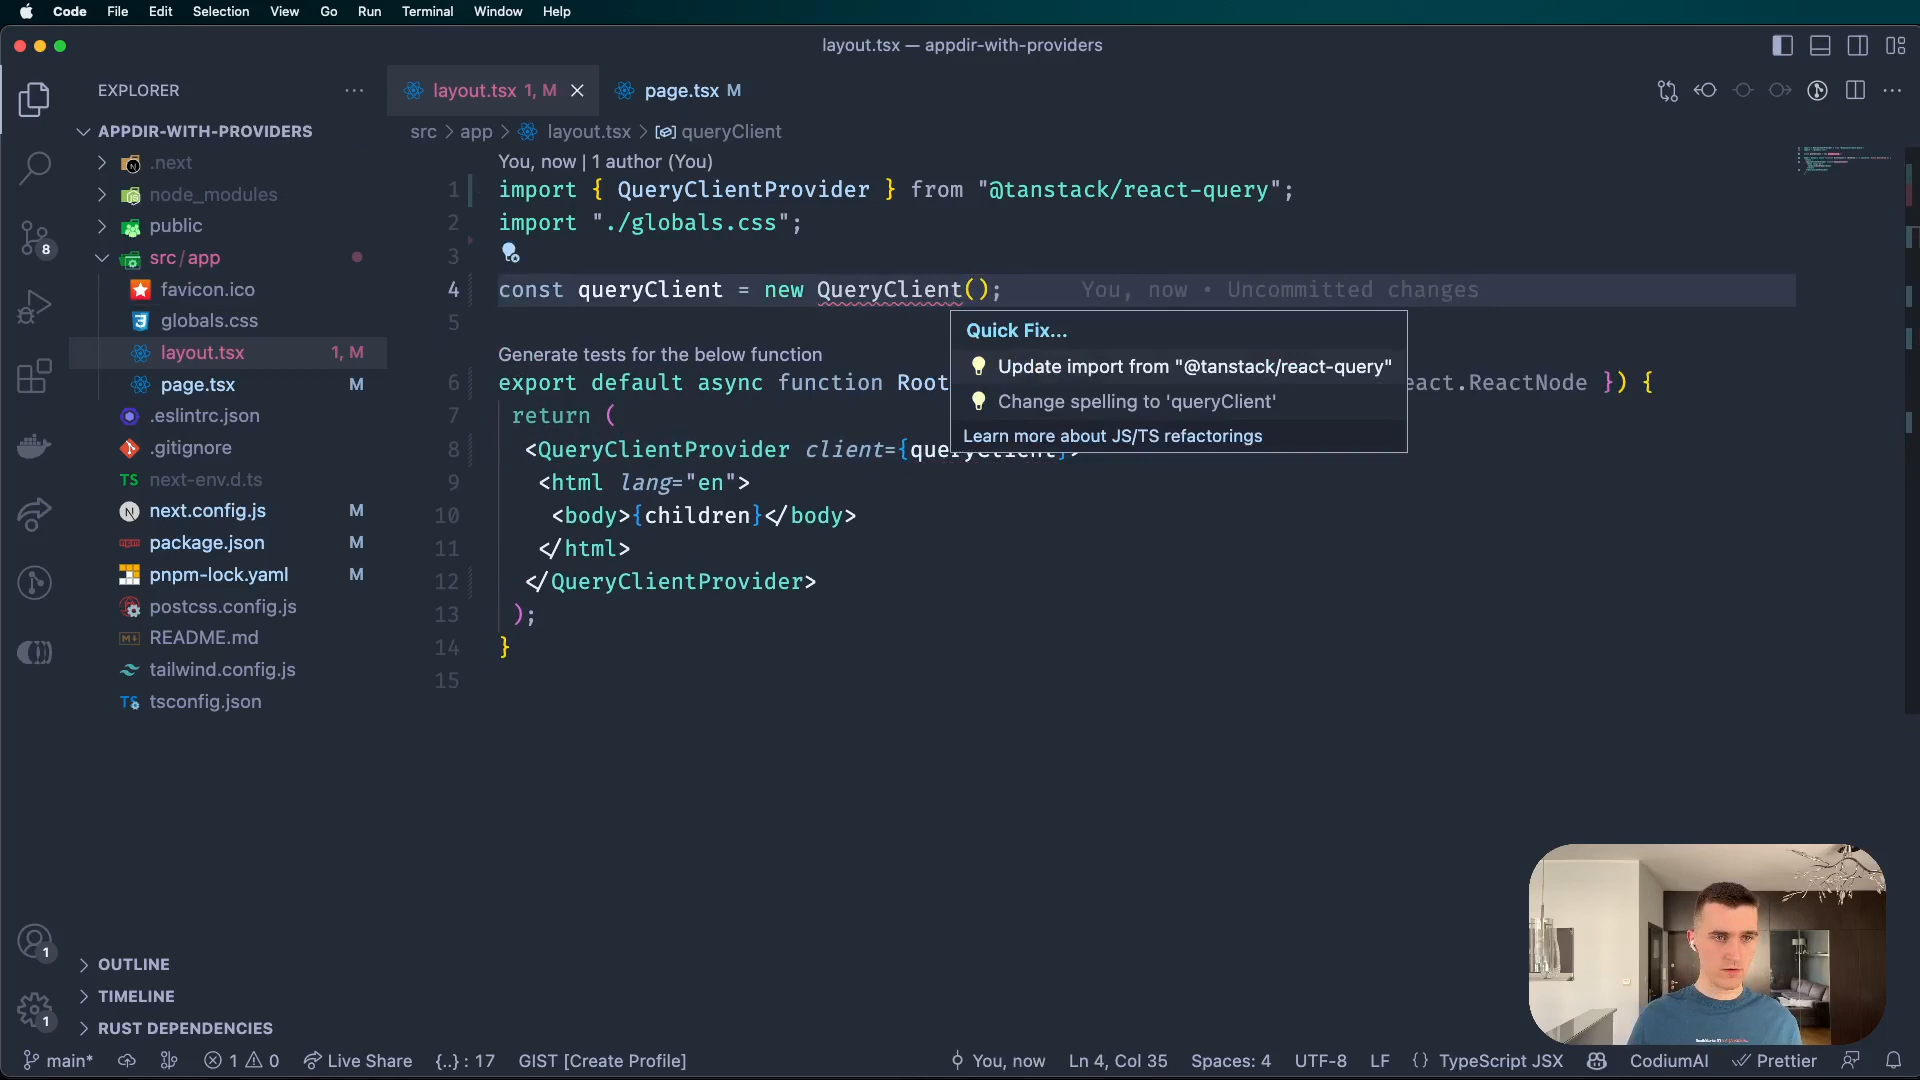 Code File Edit Selection View Go Run Terminal Window Help
layout.tsx — appdir-with-providers
EXPLORER
layout.tsx 1, M
page.tsx M
APPDIR-WITH-PROVIDERS
src > app > layout.tsx > queryClient
.next
node_modules
public
src/app
favicon.ico
globals.css
layout.tsx 1, M
page.tsx M
.eslintrc.json
.gitignore
TS next-env.d.ts
next.config.js M
package.json M
pnpm-lock.yaml M
postcss.config.js
README.md
tailwind.config.js
TS tsconfig.json
8
1
1
OUTLINE
TIMELINE
RUST DEPENDENCIES
You, now | 1 author (You)
1 import { QueryClientProvider } from "@tanstack/react-query";
2 import "./globals.css";
3
4 const queryClient = new QueryClient(); You, now • Uncommitted changes
5
Generate tests for the below function
6 export default async function Root eact.ReactNode }) {
7 return (
8 <QueryClientProvider client={queryClient}>
9 <html lang="en">
10 <body>{children}</body>
11 </html>
12 </QueryClientProvider>
13 );
14 }
15
Quick Fix...
Update import from "@tanstack/react-query"
Change spelling to 'queryClient'
Learn more about JS/TS refactorings
main* 1 0 Live Share {..} : 17 GIST [Create Profile] You, now Ln 4, Col 35 Spaces: 4 UTF-8 LF {} TypeScript JSX CodiumAI Prettier